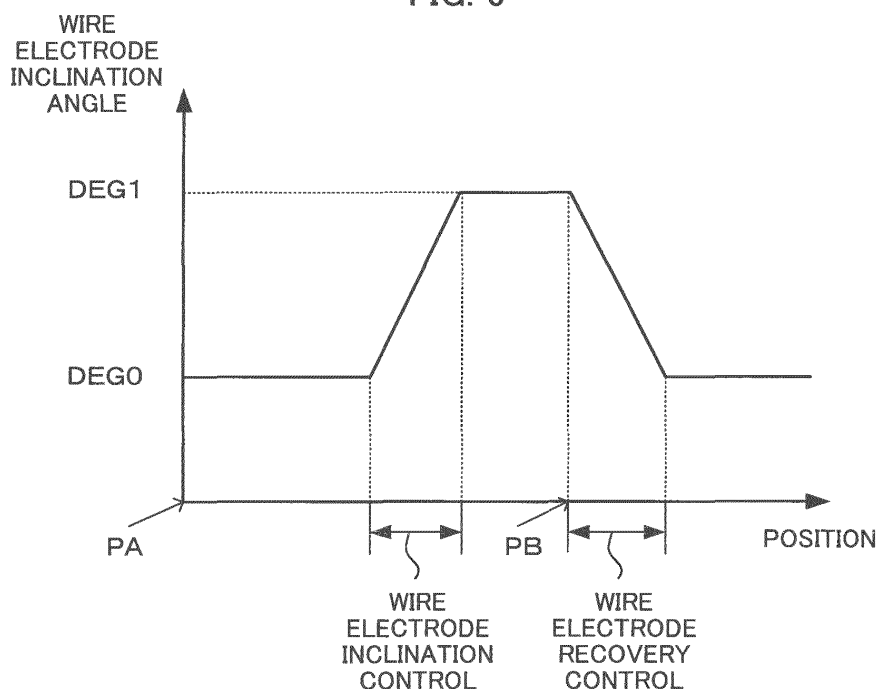 WIRE
ELECTRODE
INCLINATION
ANGLE
DEG1
DEG0
PA
PB
POSITION
WIRE
ELECTRODE
INCLINATION
CONTROL
WIRE
ELECTRODE
RECOVERY
CONTROL